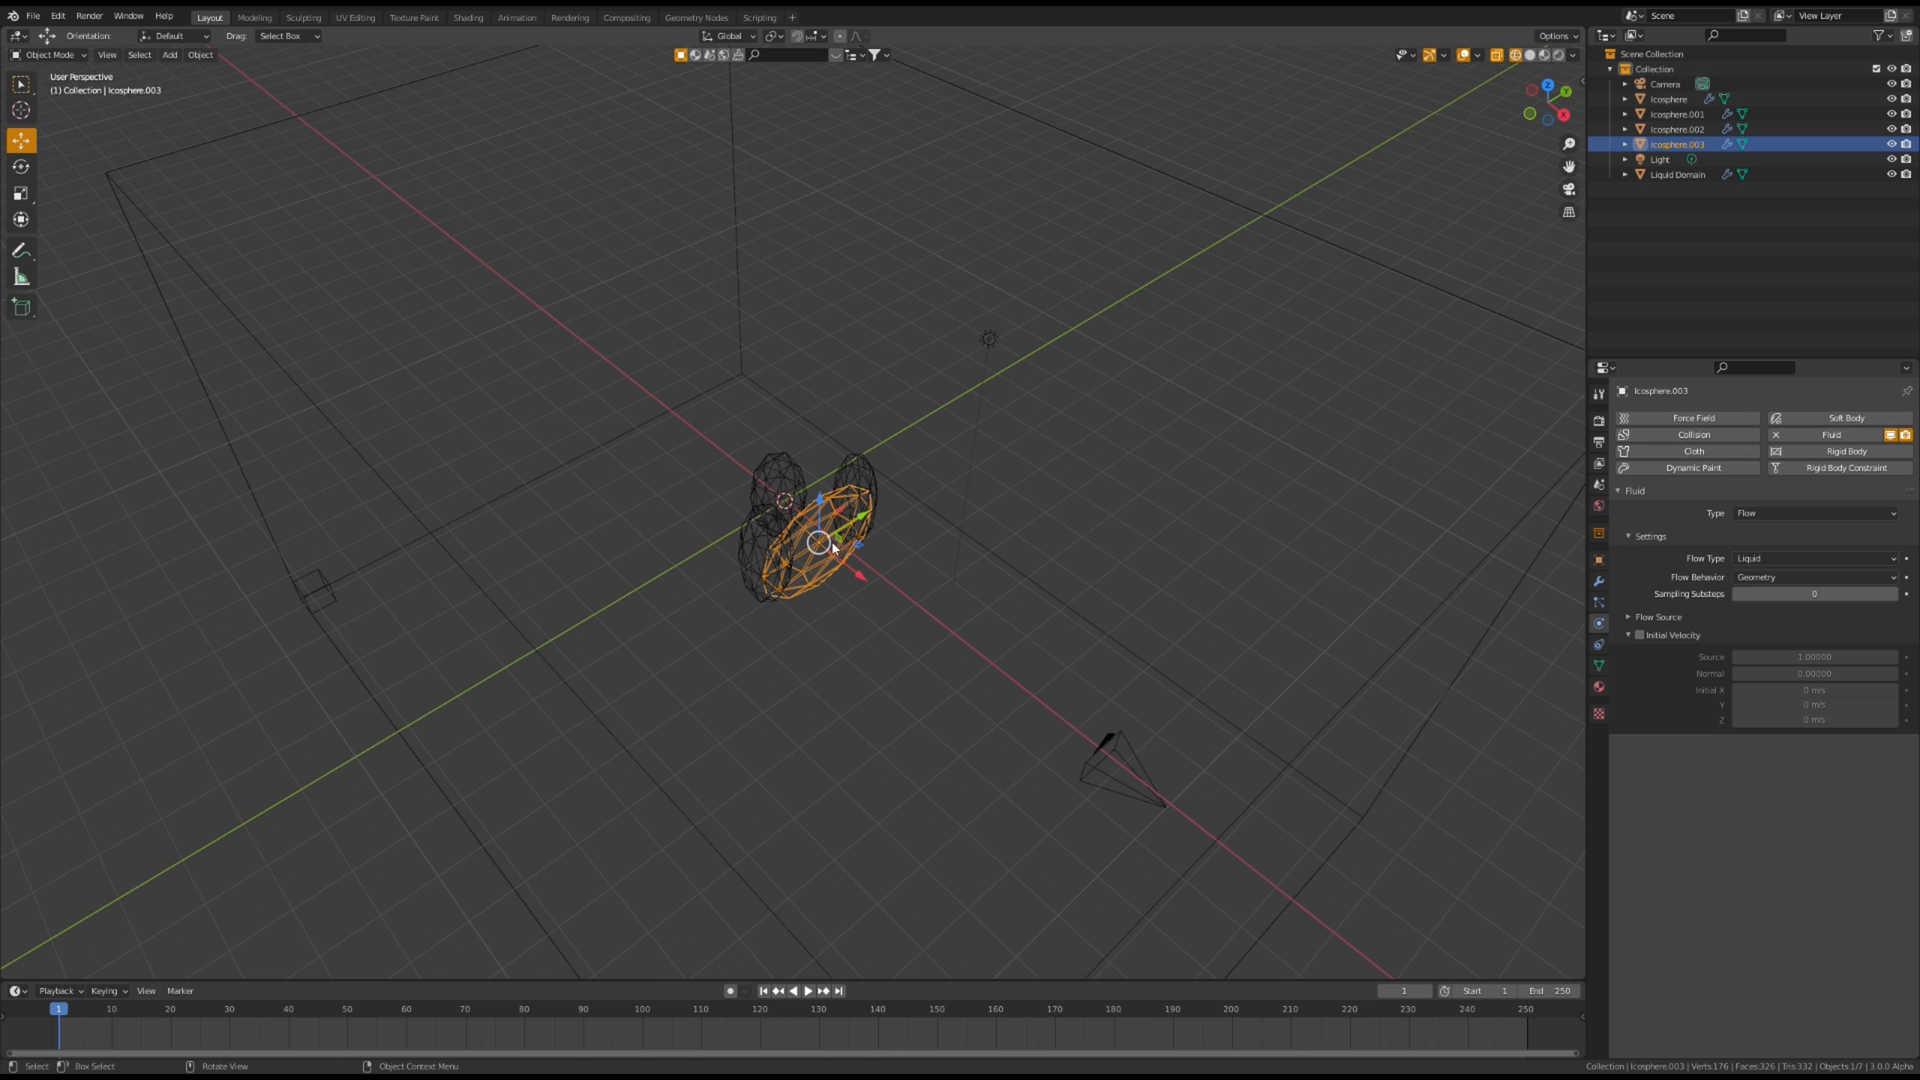 File Edit Render Window Help Layout Modeling Sculpting UV Editing Texture Paint Shading Animation Rendering Compositing Geometry Nodes Scripting + Scene View Layer
Orientation: Default Drag: Select Box Global Options
Object Mode View Select Add Object
User Perspective
(1) Collection | Icosphere.003
Z
Y
X
Scene Collection
Collection
Camera
Icosphere
Icosphere.001
Icosphere.002
Icosphere.003
Light
Liquid Domain
Icosphere.003
Force Field Soft Body
Collision Fluid
Cloth Rigid Body
Dynamic Paint Rigid Body Constraint
Fluid
Type Flow
Settings
Flow Type Liquid
Flow Behavior Geometry
Sampling Substeps 0
Flow Source
Initial Velocity
Source 1.00000
Normal 0.00000
Initial X 0 m/s
Y 0 m/s
Z 0 m/s
Playback Keying View Marker 1 Start 1 End 250
1 10 20 30 40 50 60 70 80 90 100 110 120 130 140 150 160 170 180 190 200 210 220 230 240 250
Select Box Select Rotate View Object Context Menu Collection | Icosphere.003 | Verts:176 | Faces:326 | Tris:332 | Objects:1/7 | 3.0.0 Alpha